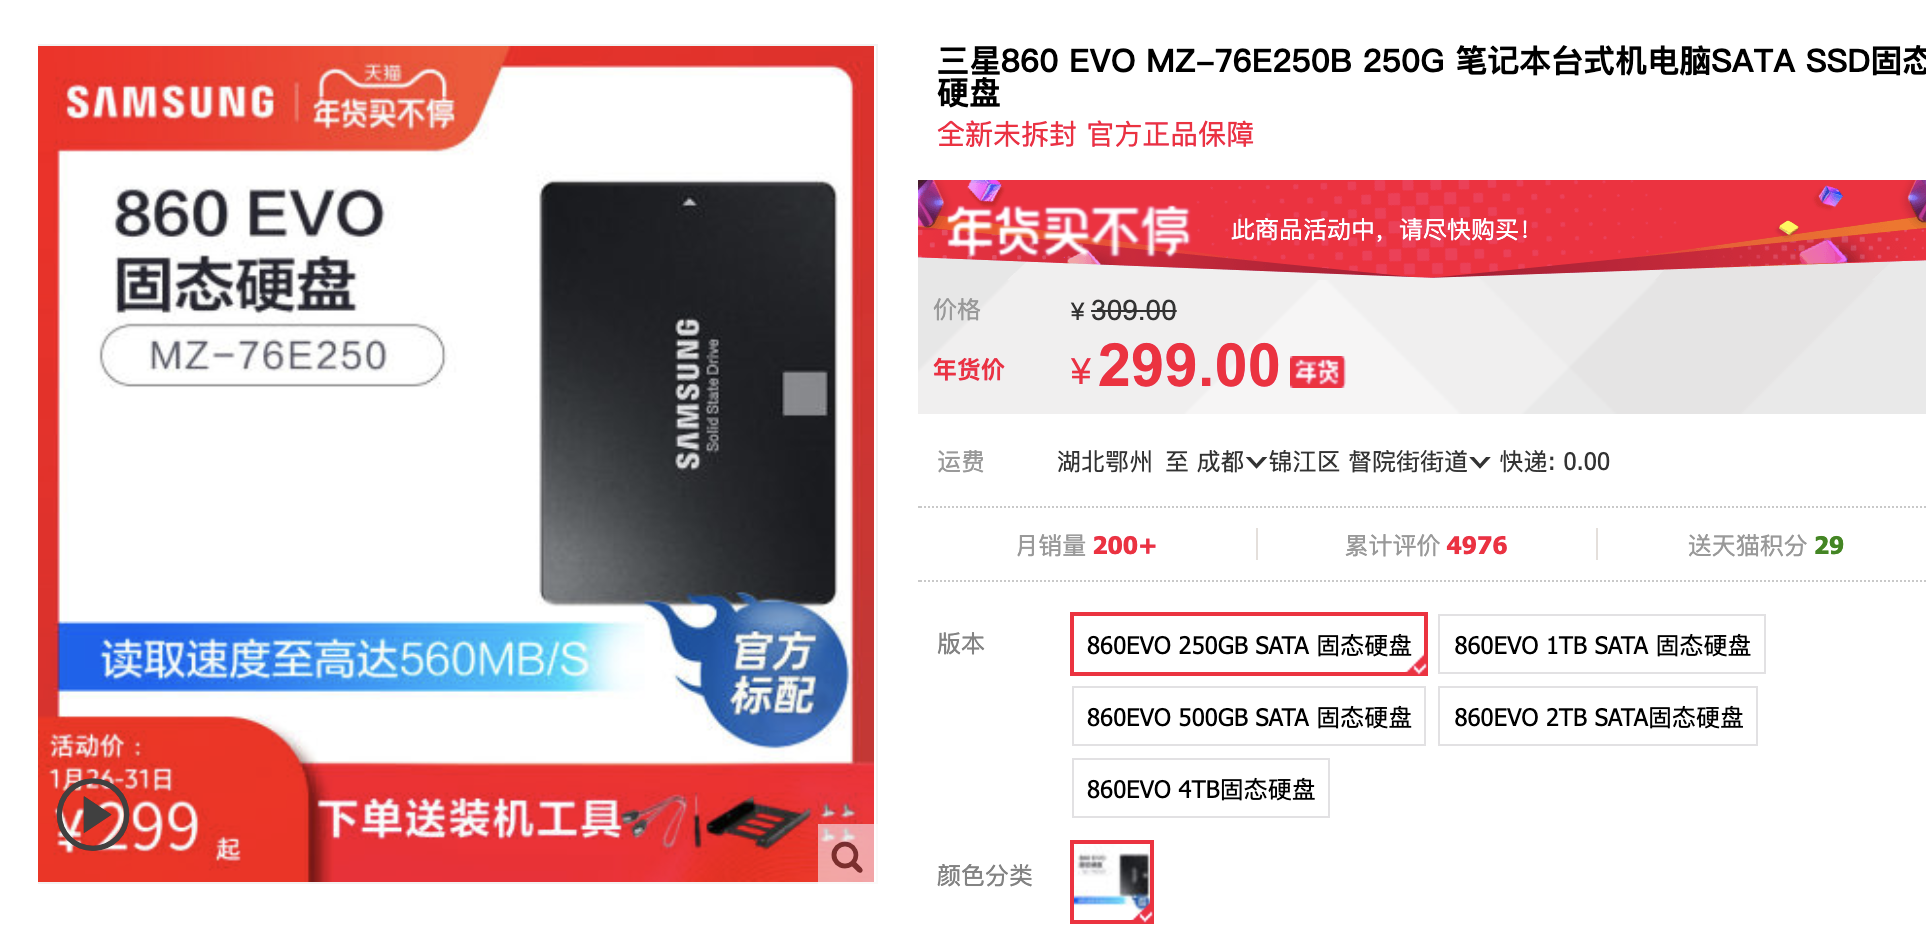 SAMSUNG
天猫
年货买不停
860 EVO
固态硬盘
MZ-76E250
SAMSUNG
Solid State Drive
读取速度至高达560MB/S
官方
标配
活动价：
1月26-31日
¥299 起
下单送装机工具
三星860 EVO MZ-76E250B 250G 笔记本台式机电脑SATA SSD固态
硬盘
全新未拆封 官方正品保障
年货买不停 此商品活动中，请尽快购买！
价格 ¥ 309.00
年货价 ¥ 299.00 年货
运费 湖北鄂州 至 成都 锦江区 督院街街道 快递: 0.00
月销量 200+ 累计评价 4976 送天猫积分 29
版本 860EVO 250GB SATA 固态硬盘 860EVO 1TB SATA 固态硬盘
860EVO 500GB SATA 固态硬盘 860EVO 2TB SATA固态硬盘
860EVO 4TB固态硬盘
颜色分类